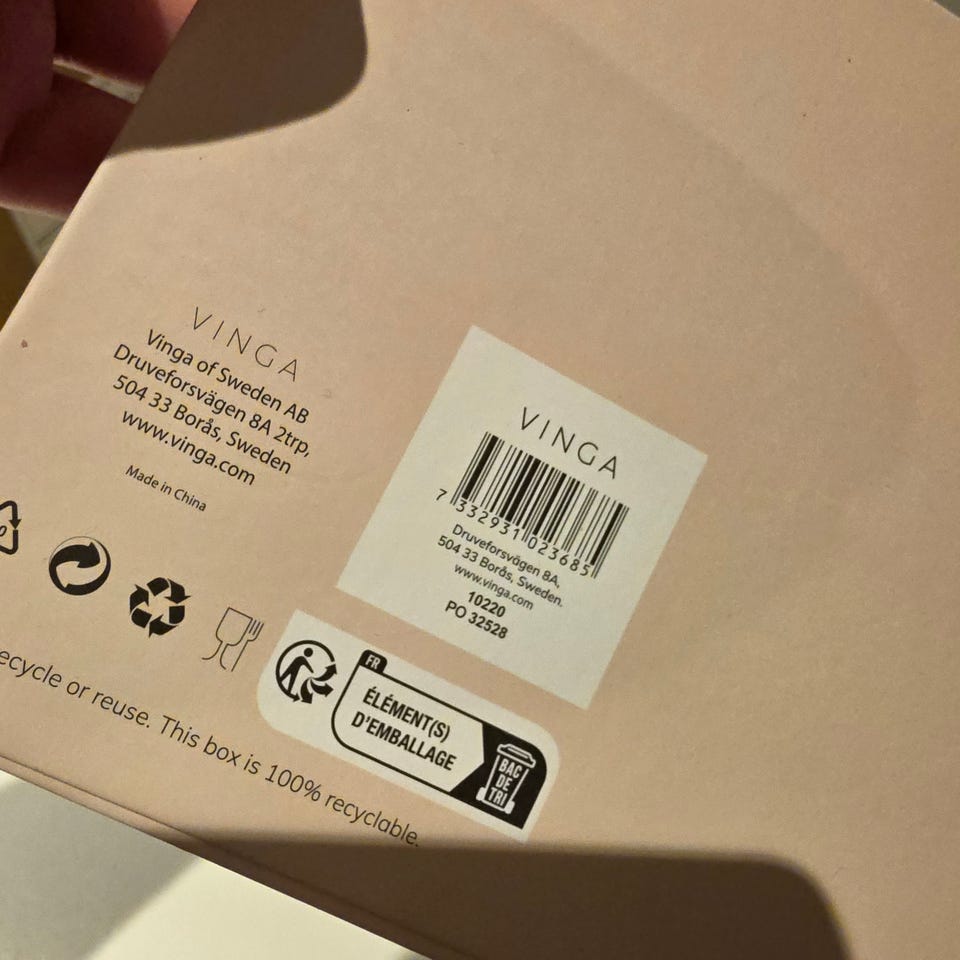 VINGA
Vinga of Sweden AB
Druveforsvägen 8A 2trp,
504 33 Borås, Sweden
www.vinga.com
Made in China
VINGA
7 332931 023685
Druveforsvägen 8A,
504 33 Borås, Sweden.
www.vinga.com
10220
PO 32528
FR
ÉLÉMENT(S)
D'EMBALLAGE
BAC
DE
TRI
or reuse. This box is 100% recyclable.